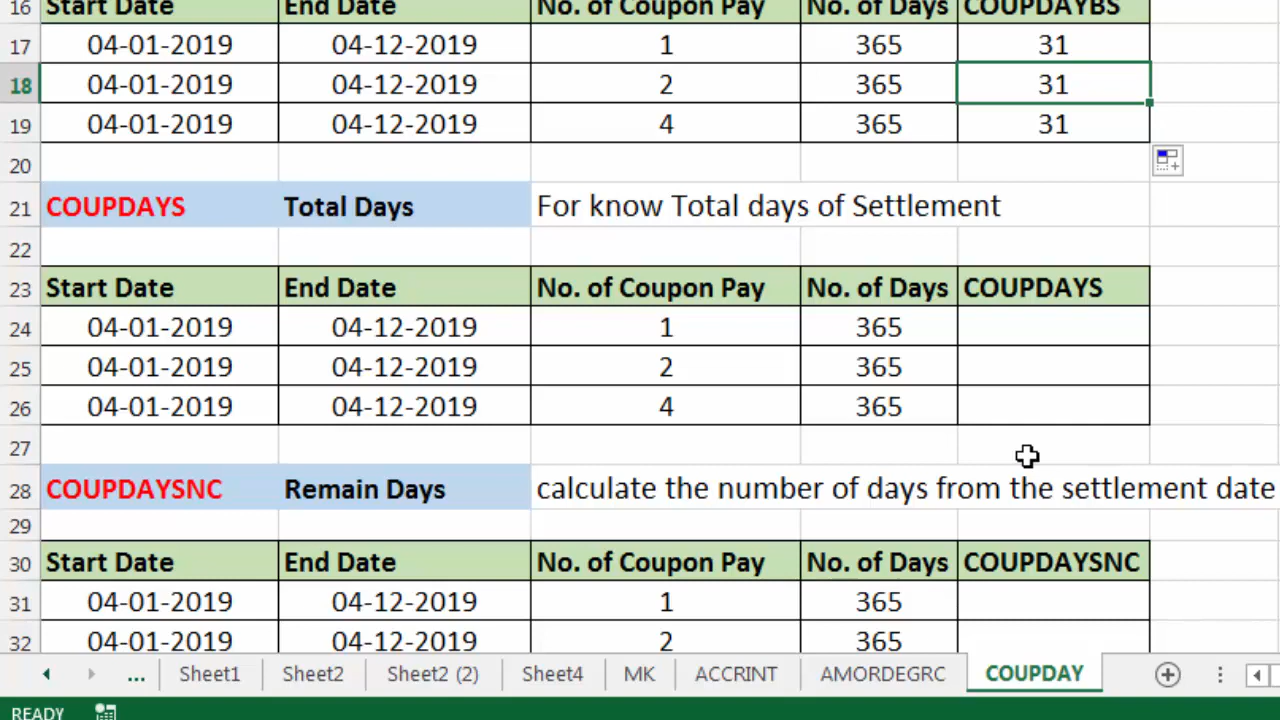 16 Start Date End Date No. of Coupon Pay No. of Days COUPDAYBS
17 04-01-2019 04-12-2019 1 365 31
18 04-01-2019 04-12-2019 2 365 31
19 04-01-2019 04-12-2019 4 365 31
20
21 COUPDAYS Total Days For know Total days of Settlement
22
23 Start Date End Date No. of Coupon Pay No. of Days COUPDAYS
24 04-01-2019 04-12-2019 1 365
25 04-01-2019 04-12-2019 2 365
26 04-01-2019 04-12-2019 4 365
27
28 COUPDAYSNC Remain Days calculate the number of days from the settlement date
29
30 Start Date End Date No. of Coupon Pay No. of Days COUPDAYSNC
31 04-01-2019 04-12-2019 1 365
32 04-01-2019 04-12-2019 2 365
... Sheet1 Sheet2 Sheet2 (2) Sheet4 MK ACCRINT AMORDEGRC COUPDAY
READY